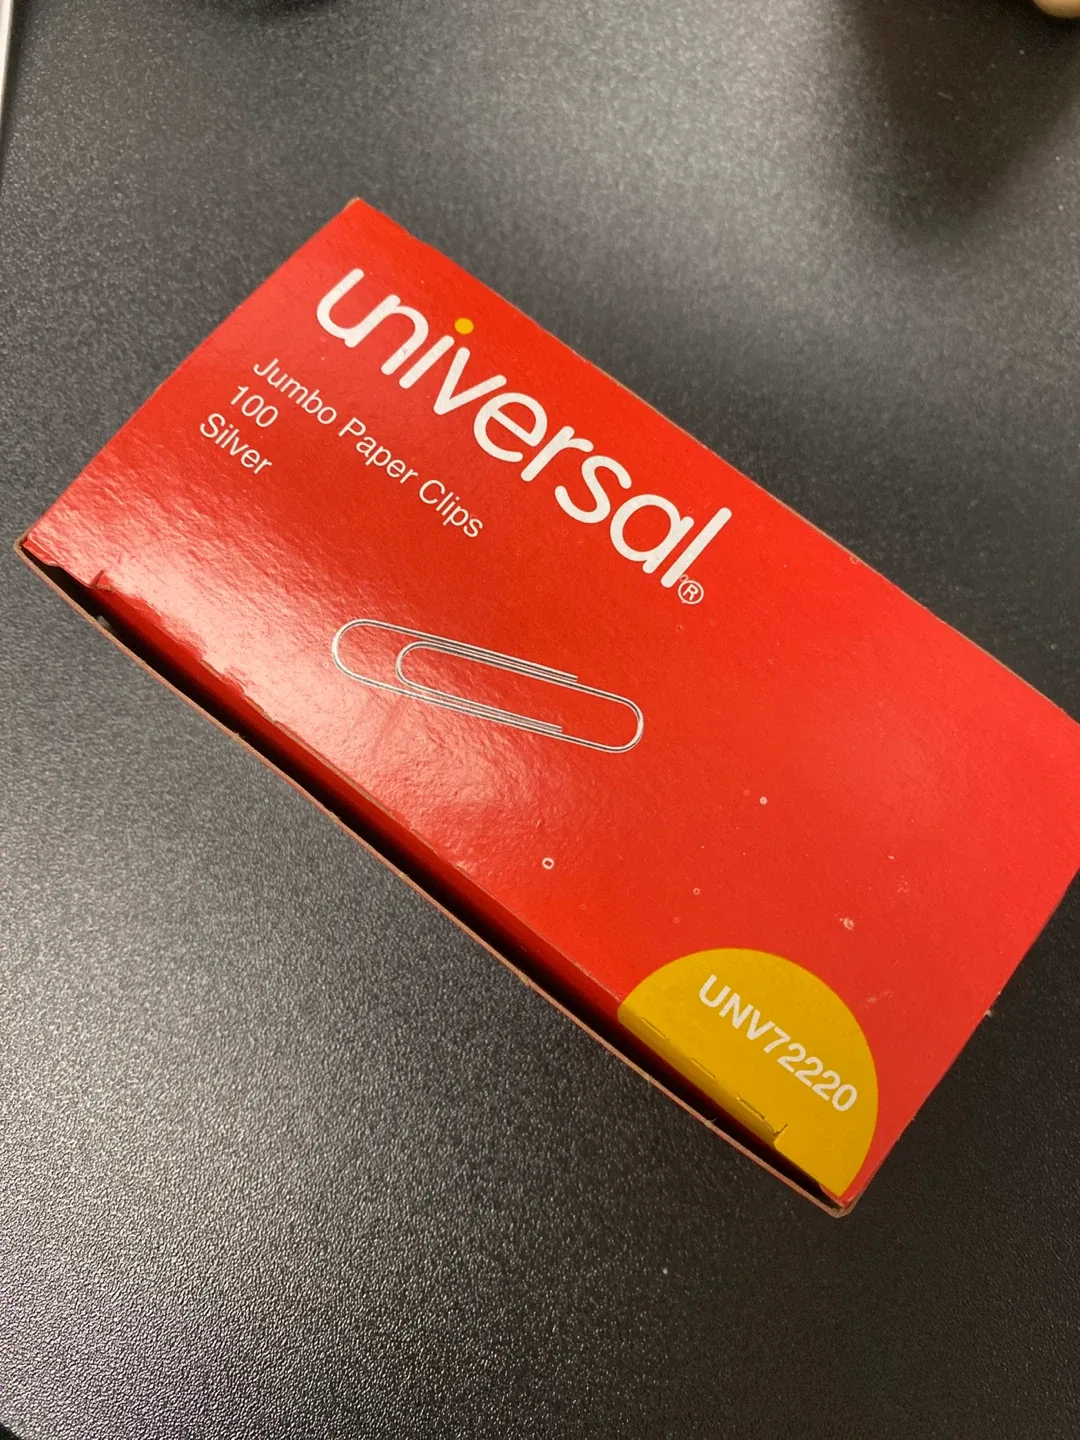 universal®
Jumbo Paper Clips
100
Silver
UNV72220